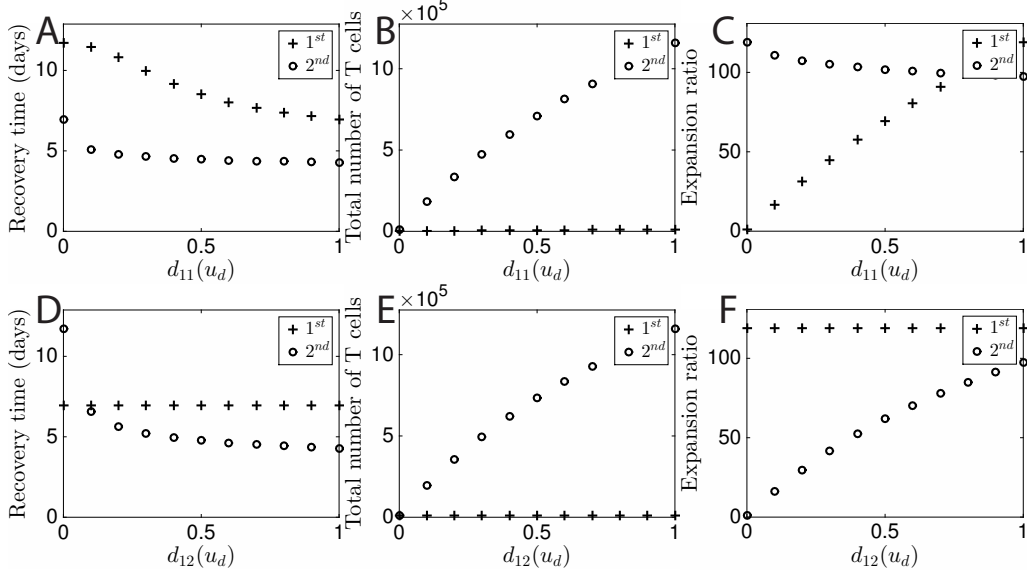 A
Recovery time (days)
10
5
0
0
0.5
1
d11(ud)
1st
2nd
B
×10^5
Total number of T cells
10
5
0
0
0.5
1
d11(ud)
1st
2nd
C
Expansion ratio
100
50
0
0
0.5
1
d11(ud)
1st
2nd
D
Recovery time (days)
10
5
0
0
0.5
1
d12(ud)
1st
2nd
E
×10^5
Total number of T cells
10
5
0
0
0.5
1
d12(ud)
1st
2nd
F
Expansion ratio
100
50
0
0
0.5
1
d12(ud)
1st
2nd